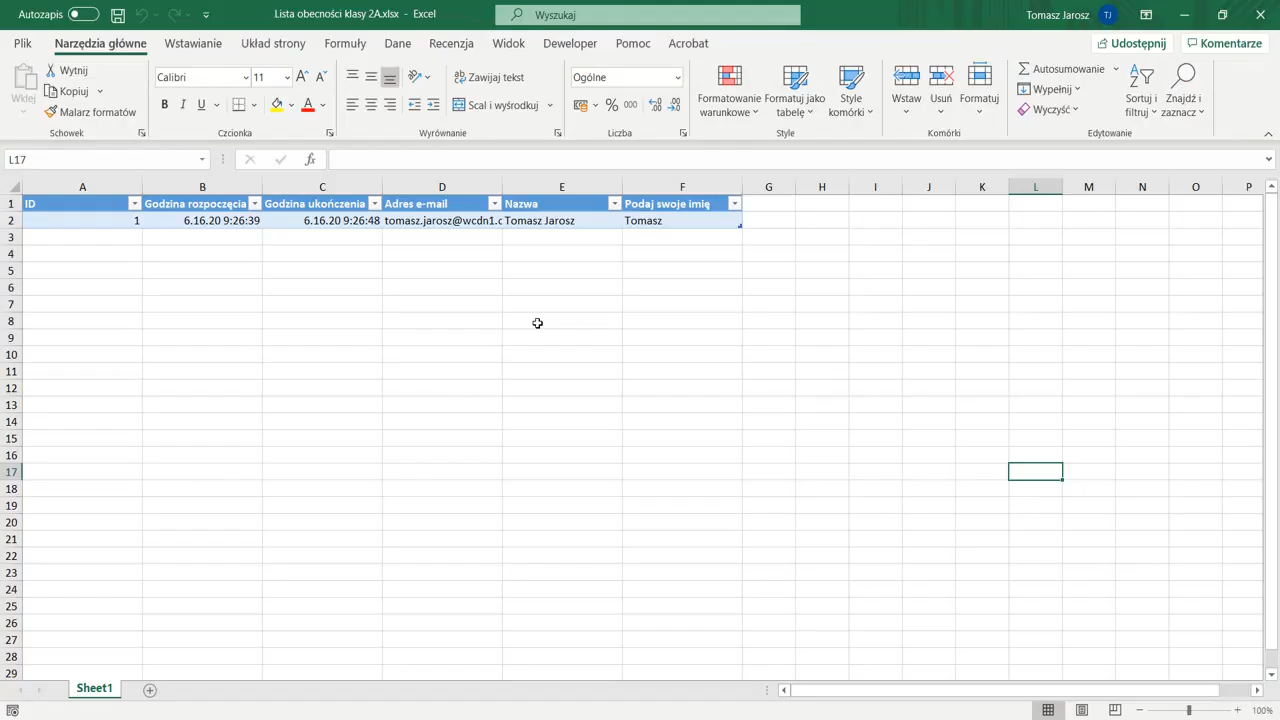 Autozapis
Lista obecności klasy 2A.xlsx - Excel
Wyszukaj
Tomasz Jarosz
TJ
Plik
Narzędzia główne
Wstawianie
Układ strony
Formuły
Dane
Recenzja
Widok
Deweloper
Pomoc
Acrobat
Udostępnij
Komentarze
Wklej
Wytnij
Kopiuj
Malarz formatów
Schowek
Calibri
11
B I U
Czcionka
Zawijaj tekst
Scal i wyśrodkuj
Wyrównanie
Ogólne
% 000
Liczba
Formatowanie warunkowe
Formatuj jako tabelę
Style komórki
Style
Wstaw
Usuń
Formatuj
Komórki
Autosumowanie
Wypełnij
Wyczyść
Sortuj i filtruj
Znajdź i zaznacz
Edytowanie
L17
fx
A B C D E F G H I J K L M N O P
1 ID Godzina rozpoczęcia Godzina ukończenia Adres e-mail Nazwa Podaj swoje imię
2 1 6.16.20 9:26:39 6.16.20 9:26:48 tomasz.jarosz@wcdn1.c Tomasz Jarosz Tomasz
3
4
5
6
7
8
9
10
11
12
13
14
15
16
17
18
19
20
21
22
23
24
25
26
27
28
29
Sheet1
100%